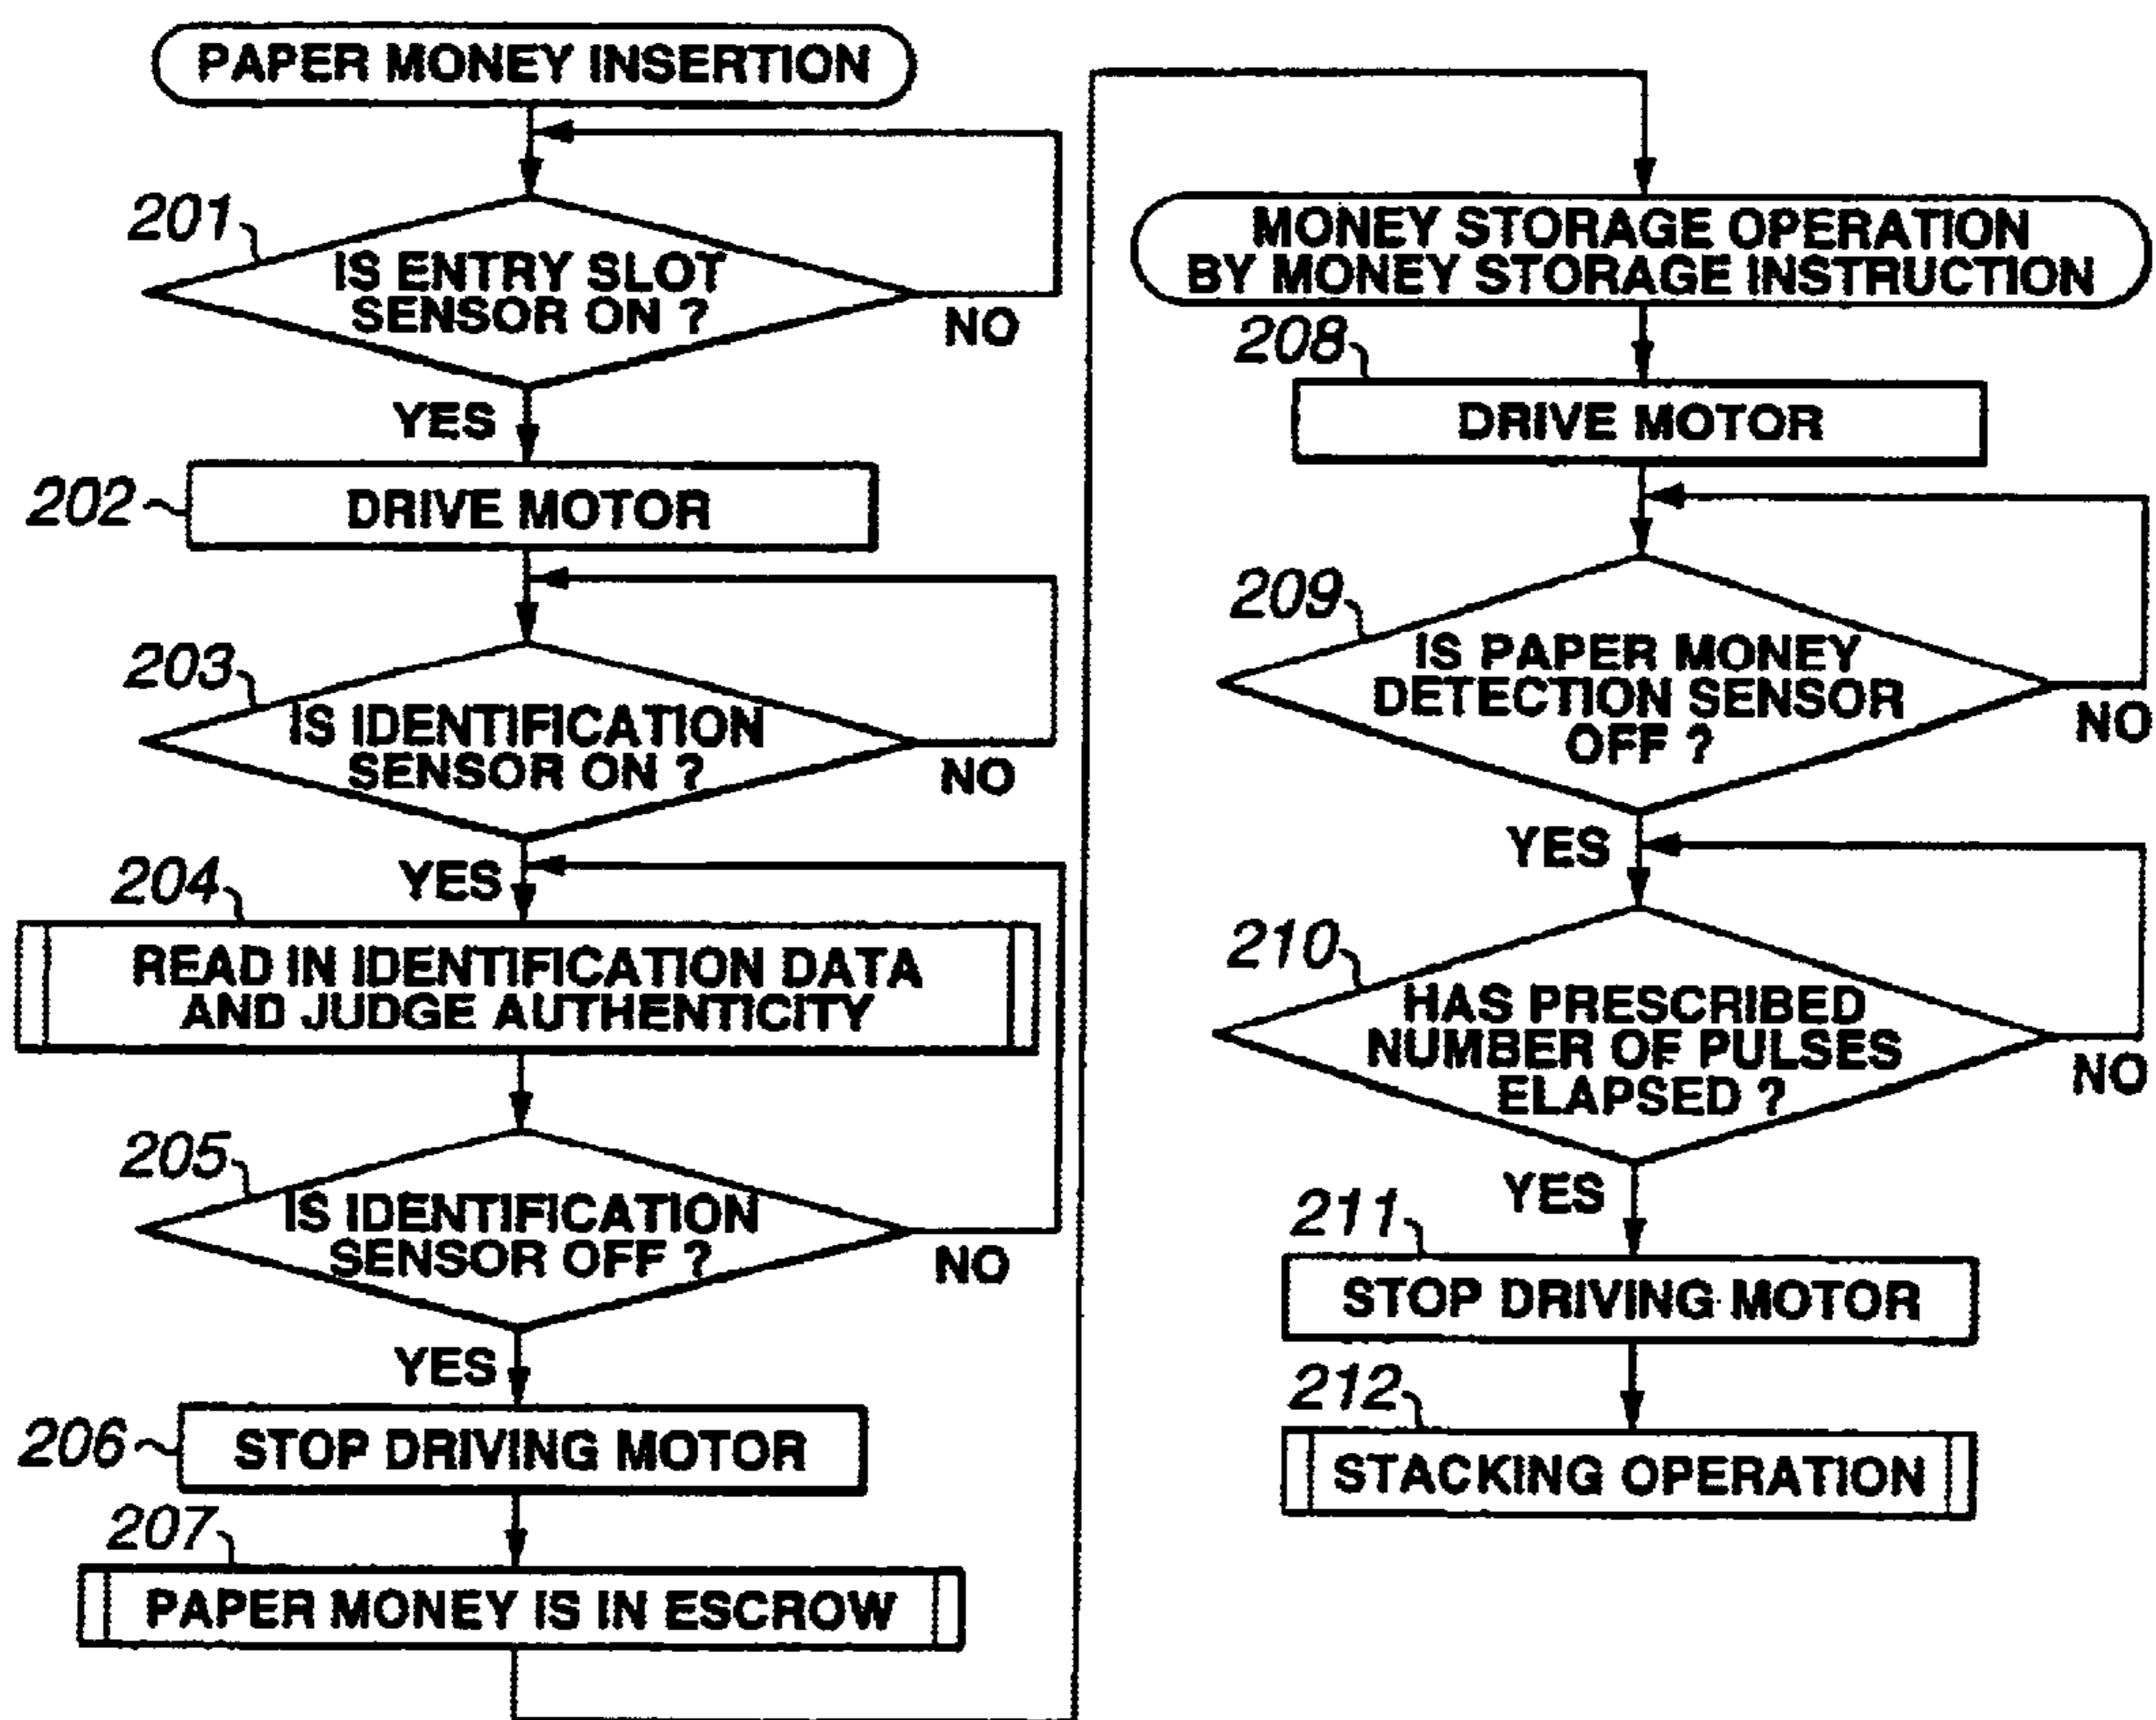 PAPER MONEY INSERTION
201
IS ENTRY SLOT
SENSOR ON ?
NO
YES
202
DRIVE MOTOR
203
IS IDENTIFICATION
SENSOR ON ?
NO
YES
204
READ IN IDENTIFICATION DATA
AND JUDGE AUTHENTICITY
205
IS IDENTIFICATION
SENSOR OFF ?
NO
YES
206
STOP DRIVING MOTOR
207
PAPER MONEY IS IN ESCROW
MONEY STORAGE OPERATION
BY MONEY STORAGE INSTRUCTION
208
DRIVE MOTOR
209
IS PAPER MONEY
DETECTION SENSOR
OFF ?
NO
YES
210
HAS PRESCRIBED
NUMBER OF PULSES
ELAPSED ?
NO
YES
211
STOP DRIVING MOTOR
212
STACKING OPERATION